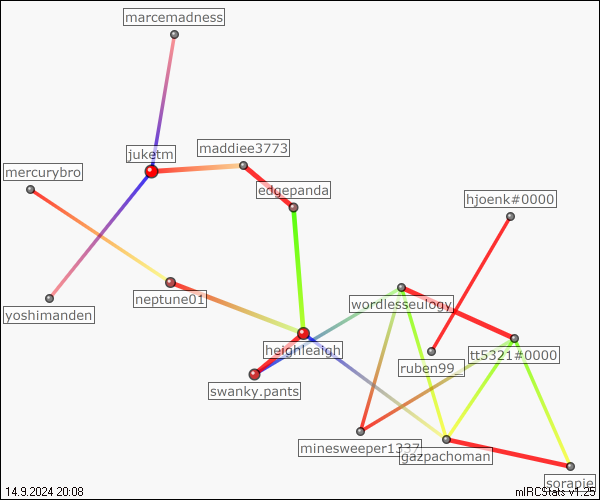 marcemadness
juketm
maddiee3773
mercurybro
edgepanda
hjoenk#0000
neptune01
wordlesseulogy
yoshimanden
heighleaigh
tt5321#0000
ruben99_
swanky.pants
minesweeper1337
gazpachoman
sorapie
14.9.2024 20:08
mIRCStats v1.25